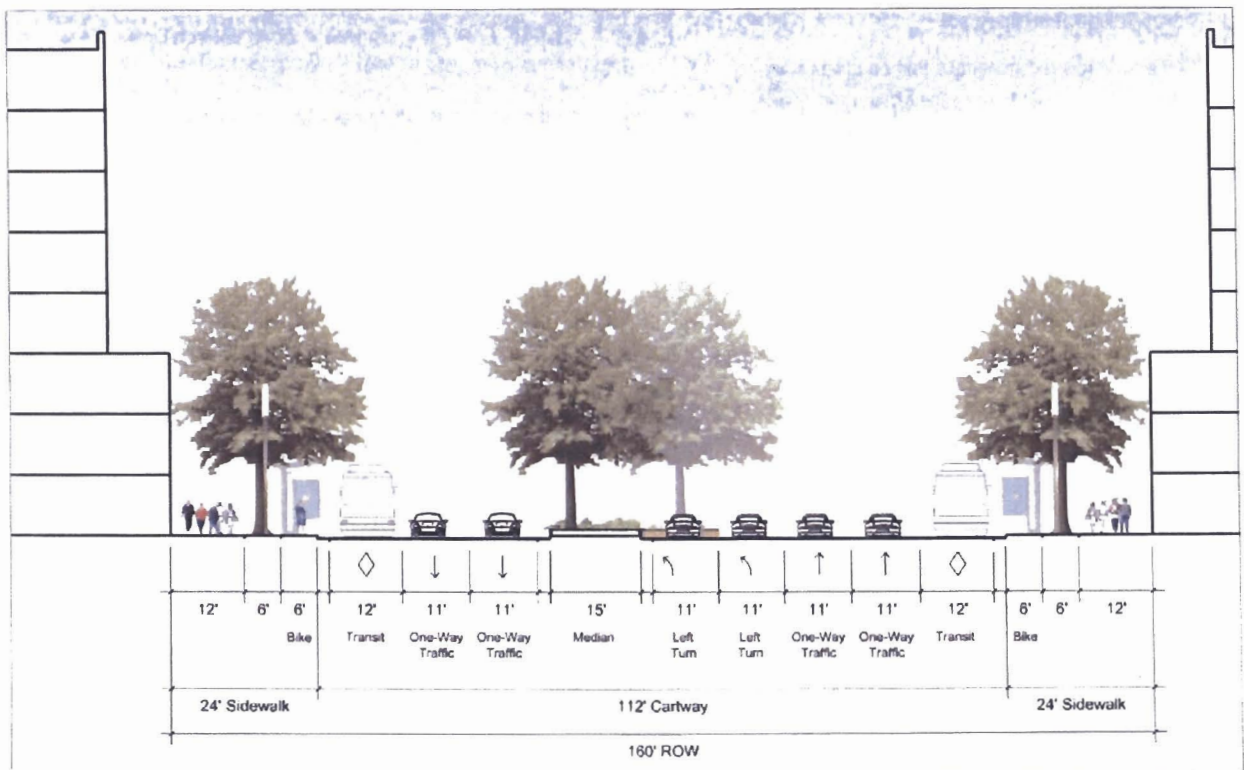 12' 6' 6' 12' 11' 11' 15' 11' 11' 11' 11' 12' 6' 6' 12'
Bike Transit One-Way Traffic One-Way Traffic Median Left Turn Left Turn One-Way Traffic One-Way Traffic Transit Bike
24' Sidewalk 112' Cartway 24' Sidewalk
160' ROW